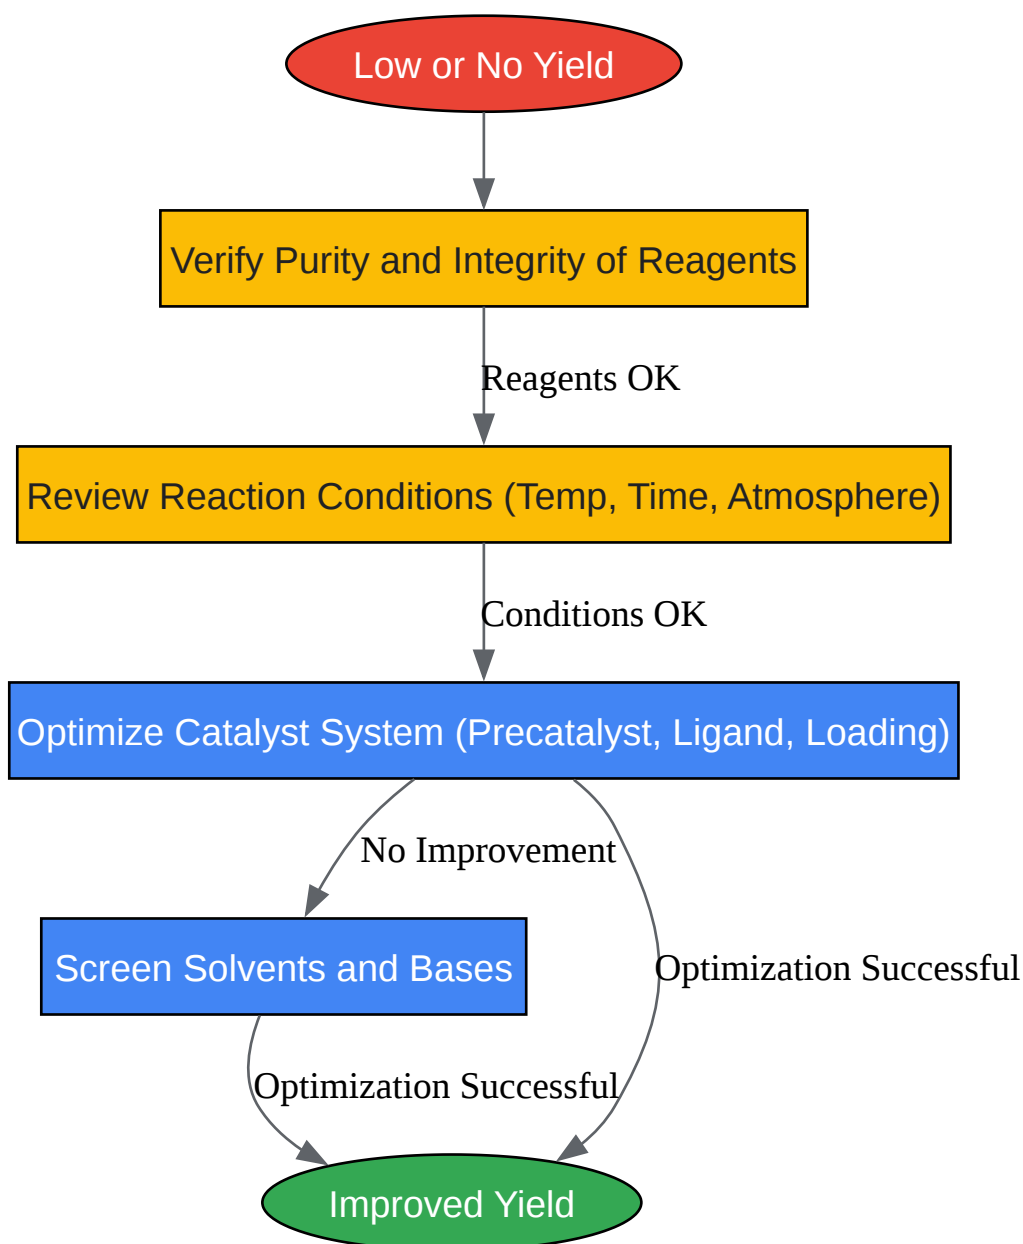 Low or No Yield
Verify Purity and Integrity of Reagents
Reagents OK
Review Reaction Conditions (Temp, Time, Atmosphere)
Conditions OK
Optimize Catalyst System (Precatalyst, Ligand, Loading)
No Improvement
Screen Solvents and Bases
Optimization Successful
Optimization Successful
Improved Yield